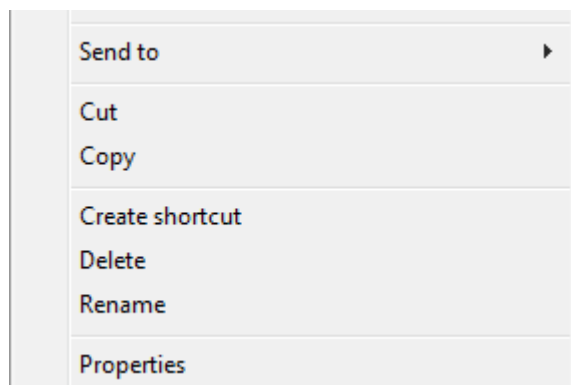 Send to
Cut
Copy
Create shortcut
Delete
Rename
Properties